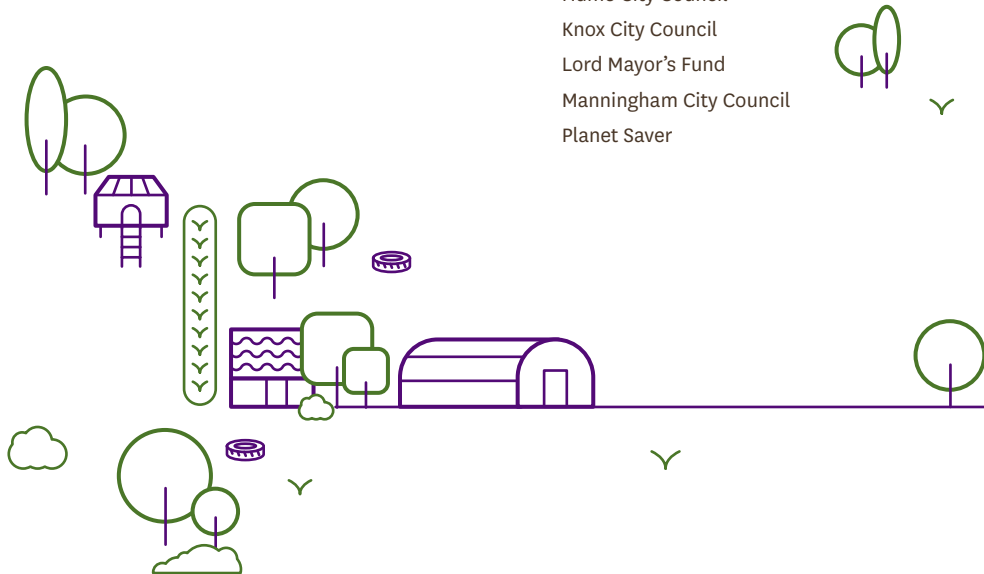 Knox City Council
Lord Mayor’s Fund
Manningham City Council
Planet Saver